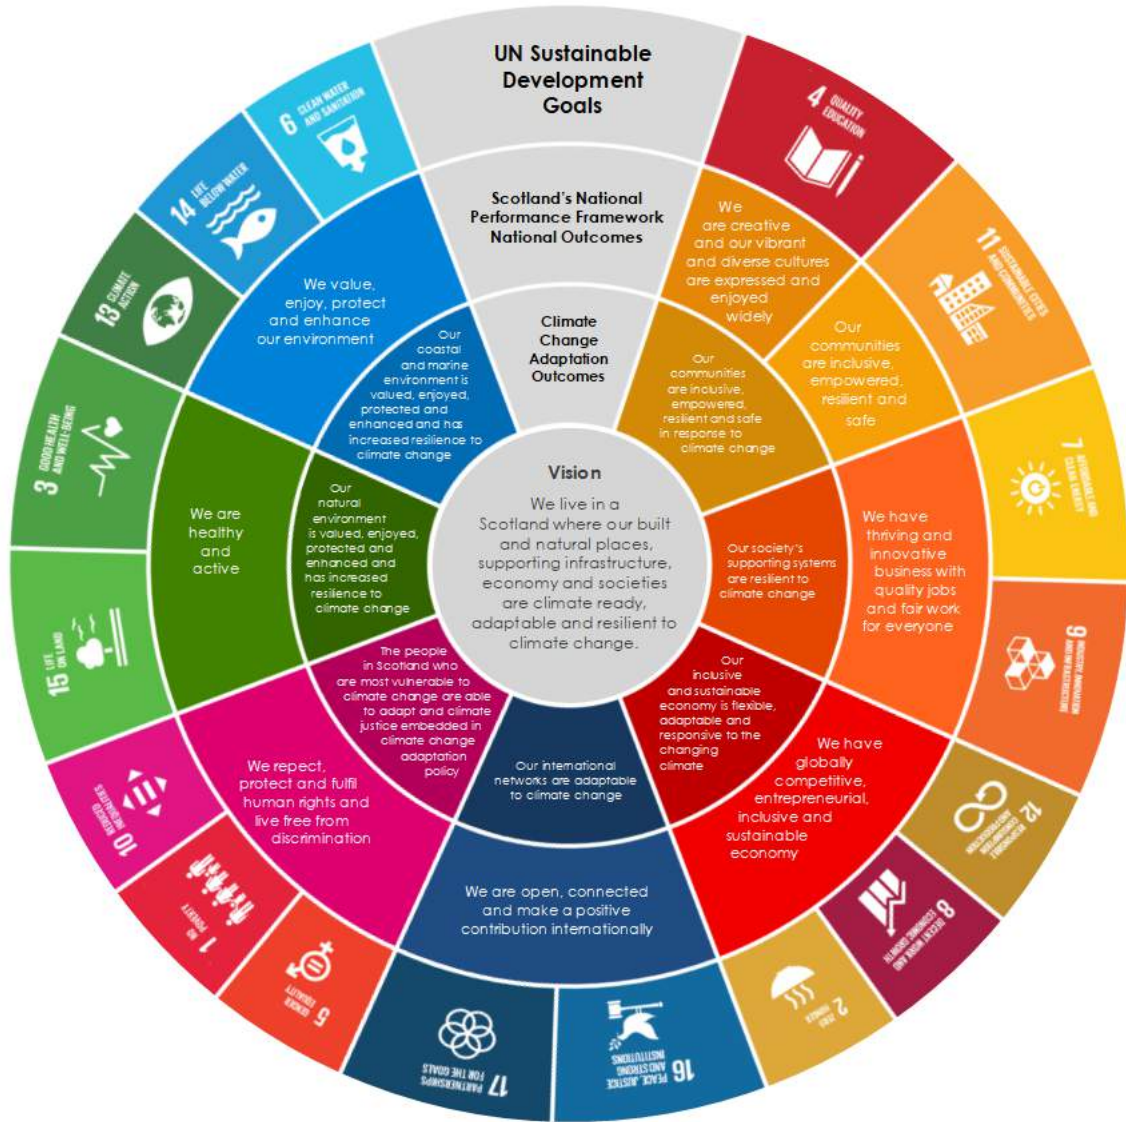 UN Sustainable
Development
Goals
Scotland's National
Performance Framework
National Outcomes
Climate
Change
Adaptation
Outcomes
Vision
We live in a
Scotland where our built
and natural places,
supporting infrastructure,
economy and societies
are climate ready,
adaptable and resilient to
climate change.
4 QUALITY
EDUCATION
11 SUSTAINABLE CITIES
AND COMMUNITIES
7 AFFORDABLE AND
CLEAN ENERGY
9 INDUSTRY, INNOVATION
AND INFRASTRUCTURE
12 RESPONSIBLE
CONSUMPTION
AND PRODUCTION
8 DECENT WORK AND
ECONOMIC GROWTH
2 ZERO
HUNGER
16 PEACE, JUSTICE
AND STRONG
INSTITUTIONS
17 PARTNERSHIPS
FOR THE GOALS
5 GENDER
EQUALITY
1 NO
POVERTY
10 REDUCED
INEQUALITIES
15 LIFE
ON LAND
3 GOOD HEALTH
AND WELL-BEING
13 CLIMATE
ACTION
14 LIFE
BELOW WATER
6 CLEAN WATER
AND SANITATION
We
are creative
and our vibrant
and diverse cultures
are expressed and
enjoyed
widely
Our
communities
are inclusive,
empowered,
resilient and
safe
We have
thriving and
innovative
business with
quality jobs
and fair work
for everyone
We have
globally
competitive,
entrepreneurial,
inclusive and
sustainable
economy
We are open, connected
and make a positive
contribution internationally
We repect,
protect and fulfil
human rights and
live free from
discrimination
We are
healthy
and
active
We value,
enjoy, protect
and enhance
our environment
Our
communities
are inclusive,
empowered,
resilient and safe
in response to
climate change
Our society's
supporting systems
are resilient to
climate change
Our
inclusive
and sustainable
economy is flexible,
adaptable and
responsive to the
changing
climate
Our international
networks are adaptable
to climate change
The people
in Scotland who
are most vulnerable to
climate change are able
to adapt and climate
justice embedded in
climate change
adaptation
policy
Our
natural
environment
is valued, enjoyed,
protected and
enhanced and
has increased
resilience to
climate change
Our
coastal
and marine
environment is
valued, enjoyed,
protected and
enhanced and has
increased resilience to
climate change